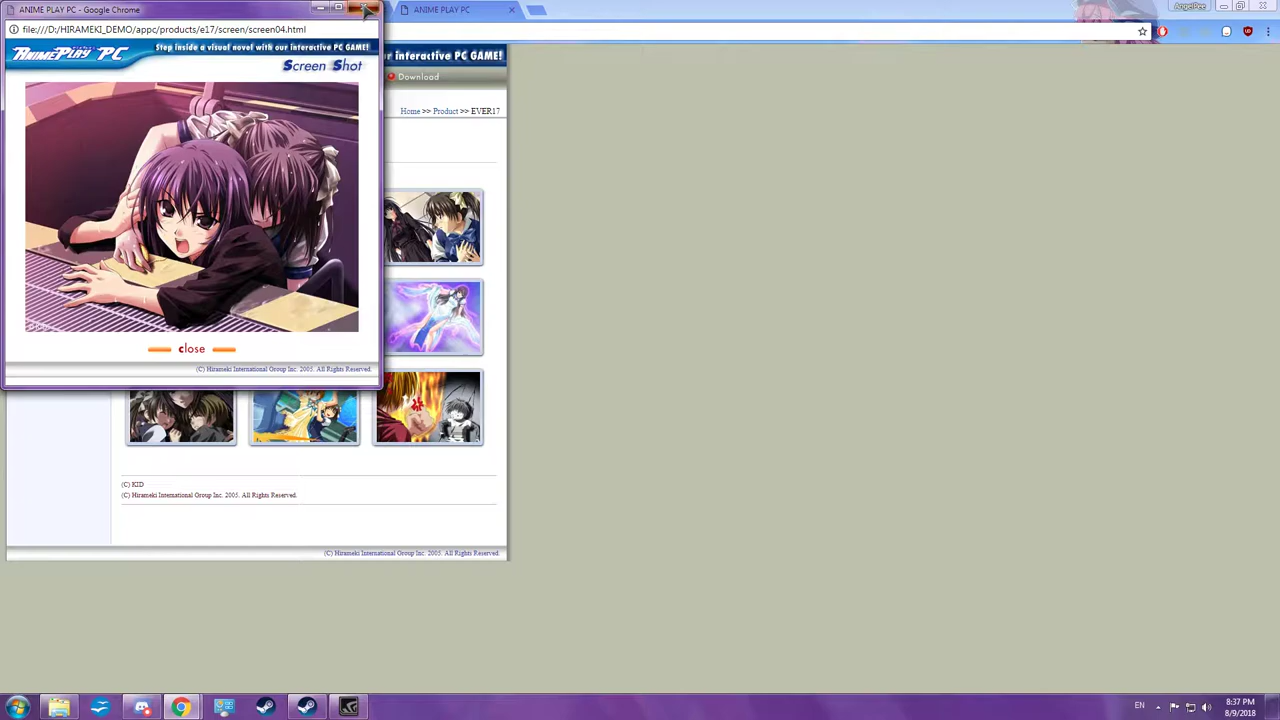 ANIME PLAY PC - Google Chrome
ANIME PLAY PC
file:///D:/HIRAMEKI_DEMO/appc/products/e17/screen/screen04.html
ANIMEPLAY PC
Step inside a visual novel with our interactive PC GAME!
r interactive PC GAME!
Screen Shot
Download
Home >> Product >> EVER17
close
(C) Hirameki International Group Inc. 2005. All Rights Reserved.
(C) KID
(C) Hirameki International Group Inc. 2005. All Rights Reserved.
(C) Hirameki International Group Inc. 2005. All Rights Reserved.
EN
8:37 PM
8/9/2018